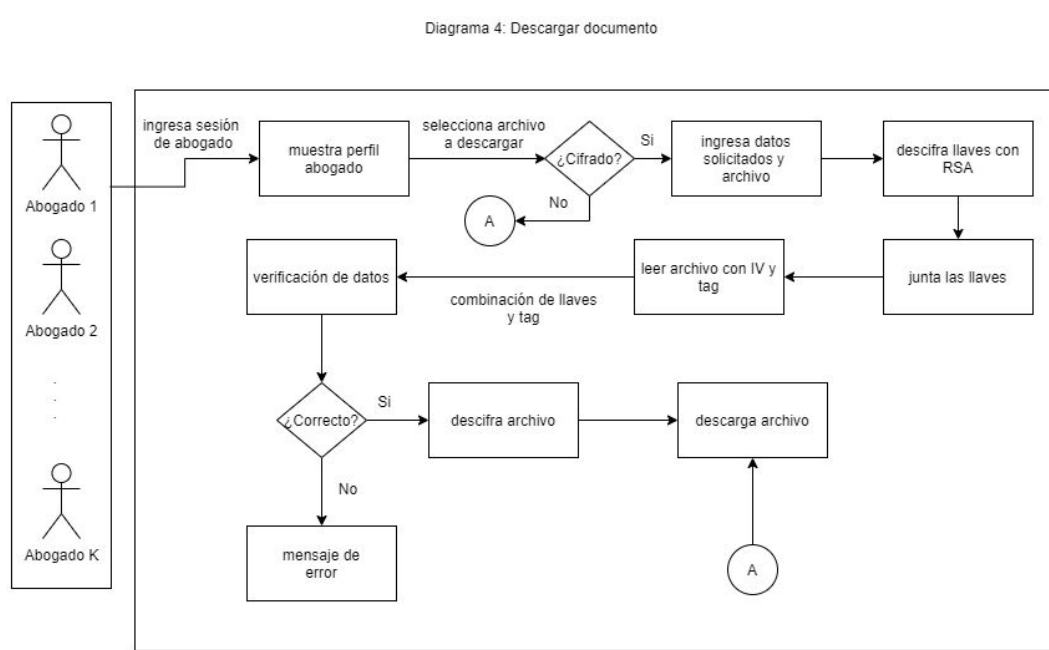 Diagrama 4: Descargar documento
ingresa sesión
de abogado
muestra perfil
abogado
selecciona archivo
a descargar
¿Cifrado?
Si
No
A
ingresa datos
solicitados y
archivo
descifra llaves con
RSA
Abogado 1
verificación de datos
combinación de llaves
y tag
leer archivo con IV y
tag
junta las llaves
Abogado 2
.
.
.
¿Correcto?
Si
No
descifra archivo
descarga archivo
Abogado K
mensaje de
error
A